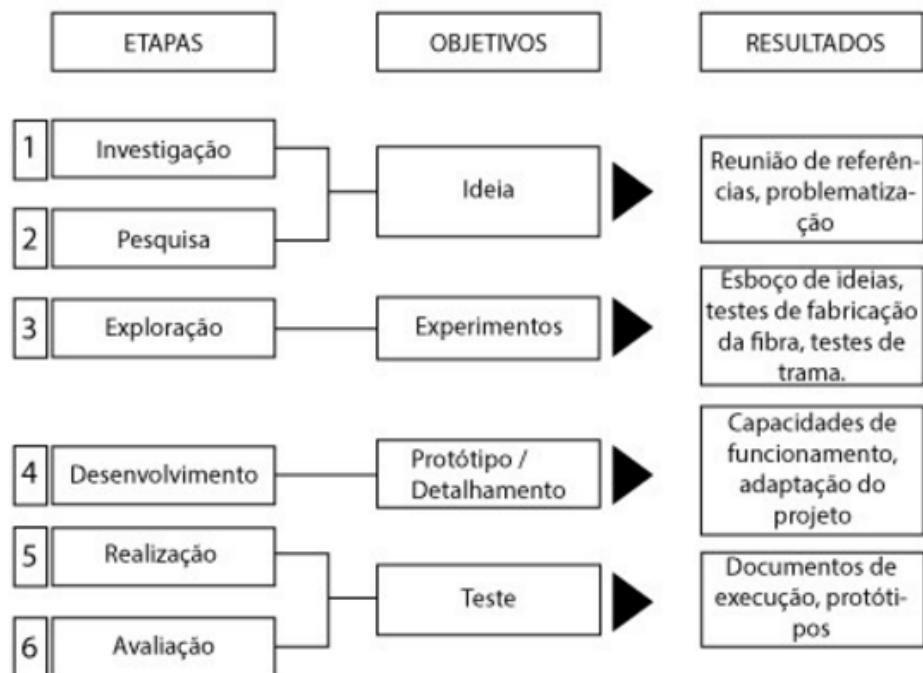 ETAPAS
OBJETIVOS
RESULTADOS
1
Investigação
2
Pesquisa
Ideia
Reunião de referên-
cias, problematiza-
ção
3
Exploração
Experimentos
Esboço de ideias,
testes de fabricação
da fibra, testes de
trama.
4
Desenvolvimento
Protótipo /
Detalhamento
Capacidades de
funcionamento,
adaptação do
projeto
5
Realização
6
Avaliação
Teste
Documentos de
execução, protóti-
pos